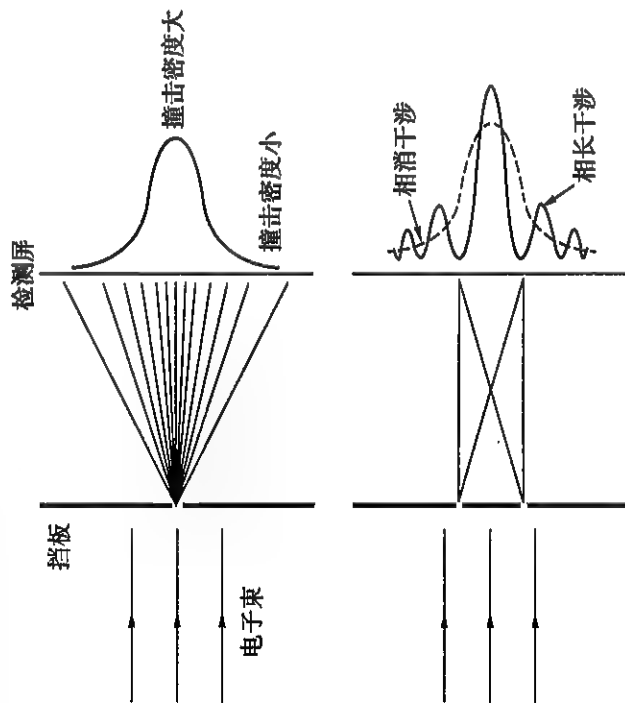 电子束
挡板
检测屏
撞击密度大
撞击密度小
相消干涉
相长干涉